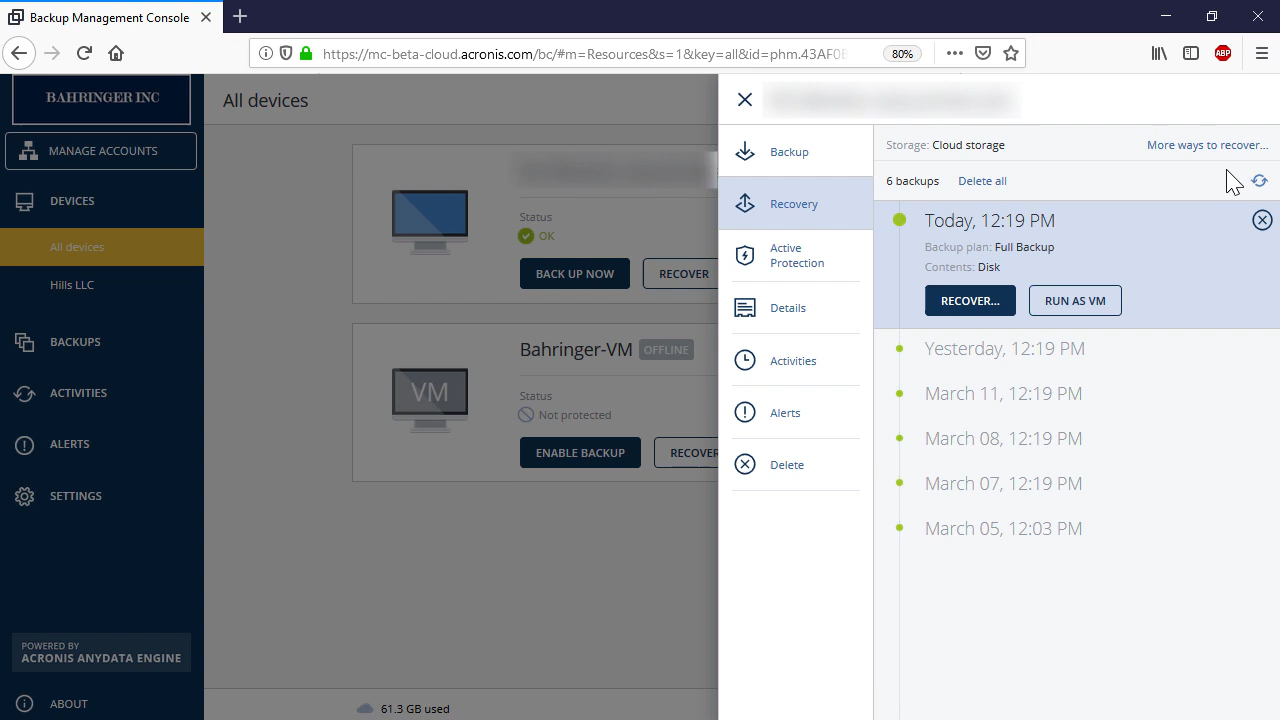 Backup Management Console
https://mc-beta-cloud.acronis.com/bc/#m=Resources&s=1&key=all&id=phm.43AF0
80%
ABP
BAHRINGER INC
MANAGE ACCOUNTS
DEVICES
All devices
Hills LLC
BACKUPS
ACTIVITIES
ALERTS
SETTINGS
POWERED BY
ACRONIS ANYDATA ENGINE
ABOUT
All devices
Status
OK
BACK UP NOW
RECOVER
Bahringer-VM OFFLINE
VM
Status
Not protected
ENABLE BACKUP
RECOVER
61.3 GB used
Backup
Recovery
Active
Protection
Details
Activities
Alerts
Delete
Storage: Cloud storage
More ways to recover...
6 backups
Delete all
Today, 12:19 PM
Backup plan: Full Backup
Contents: Disk
RECOVER...
RUN AS VM
Yesterday, 12:19 PM
March 11, 12:19 PM
March 08, 12:19 PM
March 07, 12:19 PM
March 05, 12:03 PM